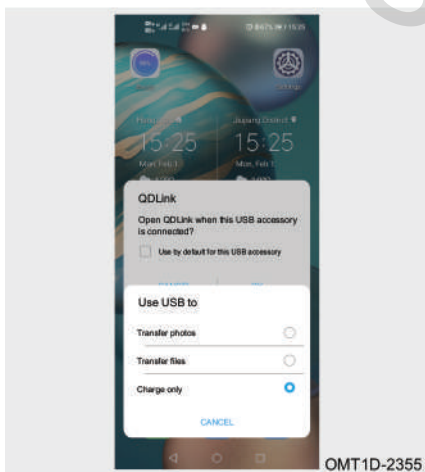 Settings
15:25
15:25
Mon, Feb 1
Mon, Feb 1
QDLink
Open QDLink when this USB accessory
is connected?
Use by default for this USB accessory
CANCEL
Use USB to
Transfer photos
Transfer files
Charge only
CANCEL
OMT1D-2355